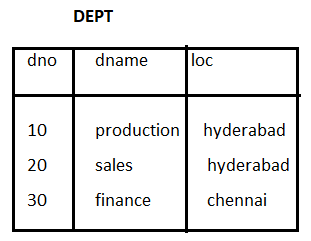 DEPT
dno dname loc
10 production hyderabad
20 sales hyderabad
30 finance chennai